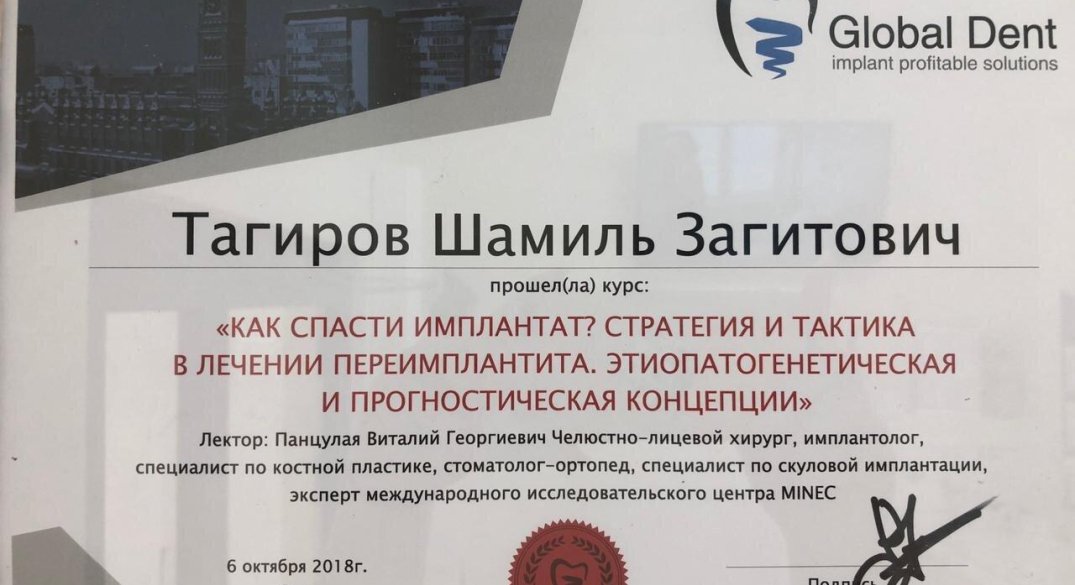 Global Dent
implant profitable solutions
Тагиров Шамиль Загитович
прошел(ла) курс:
«КАК СПАСТИ ИМПЛАНТАТ? СТРАТЕГИЯ И ТАКТИКА
В ЛЕЧЕНИИ ПЕРЕИМПЛАНТИТА. ЭТИОПАТОГЕНЕТИЧЕСКАЯ
И ПРОГНОСТИЧЕСКАЯ КОНЦЕПЦИИ»
Лектор: Панцулая Виталий Георгиевич Челюстно-лицевой хирург, имплантолог,
специалист по костной пластике, стоматолог-ортопед, специалист по скуловой имплантации,
эксперт международного исследовательского центра MINEC
6 октября 2018г.
Подпись